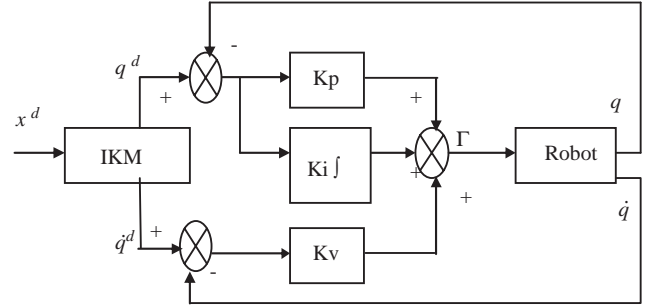 -
q d
Kp
q
+
+
x d
Γ
IKM
Robot
Ki ∫
+
+
q̇
q̇d
+
Kv
-